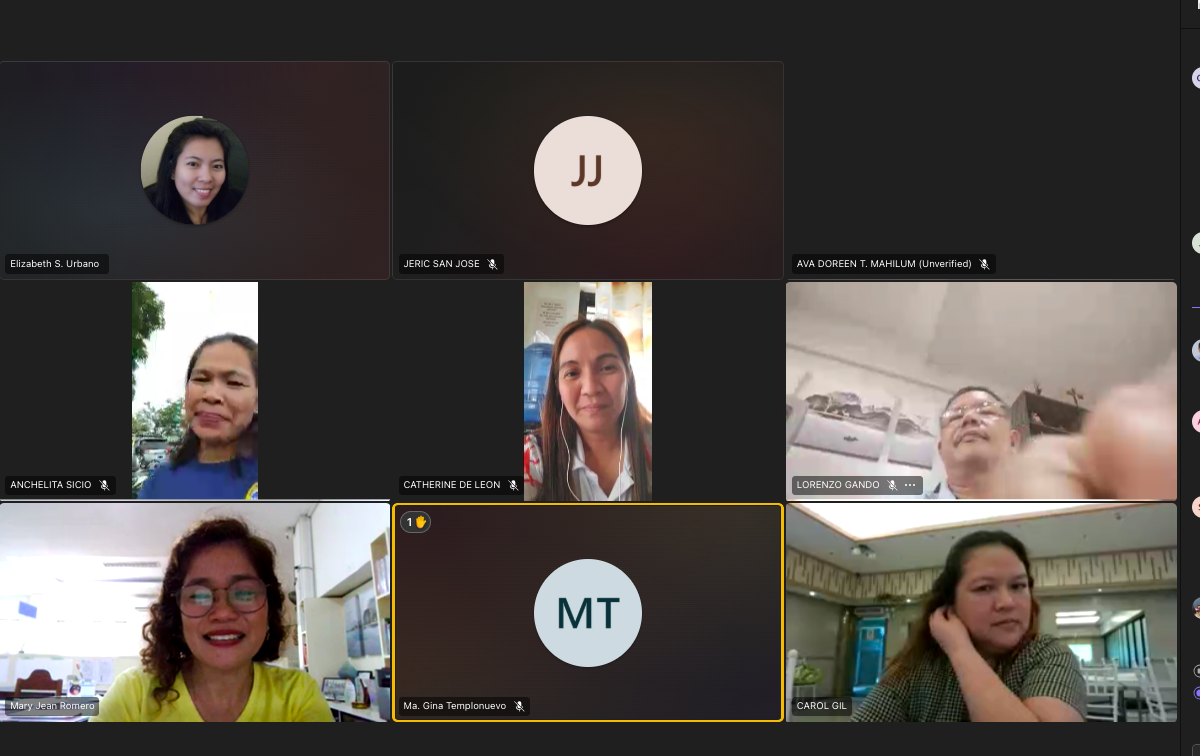 JJ
Elizabeth S. Urbano
JERIC SAN JOSE
AVA DOREEN T. MAHILUM (Unverified)
ANCHELITA SICIO
CATHERINE DE LEON
LORENZO GANDO
1
MT
Mary Jean Romero
Ma. Gina Templonuevo
CAROL GIL